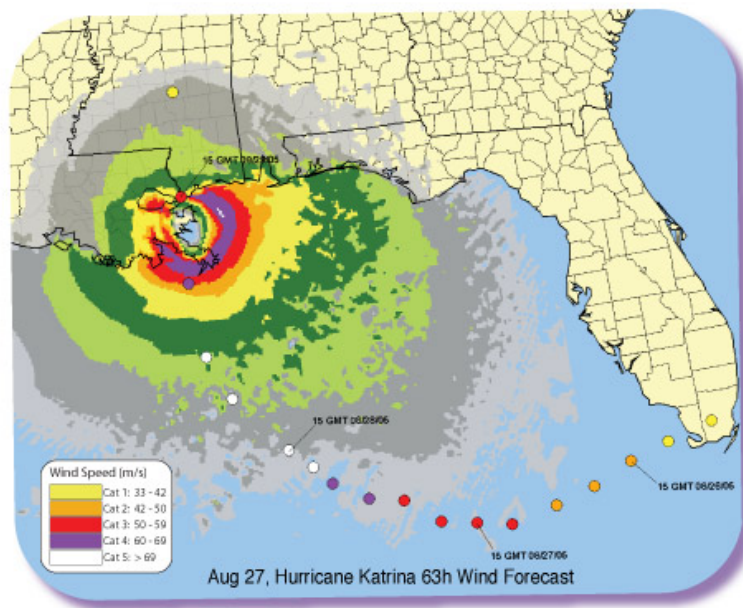 15 GMT 08/29/05
15 GMT 08/28/05
15 GMT 08/26/05
15 GMT 08/27/05
Wind Speed (m/s)
Cat 1: 33 - 42
Cat 2: 42 - 50
Cat 3: 50 - 59
Cat 4: 60 - 69
Cat 5: > 69
Aug 27, Hurricane Katrina 63h Wind Forecast